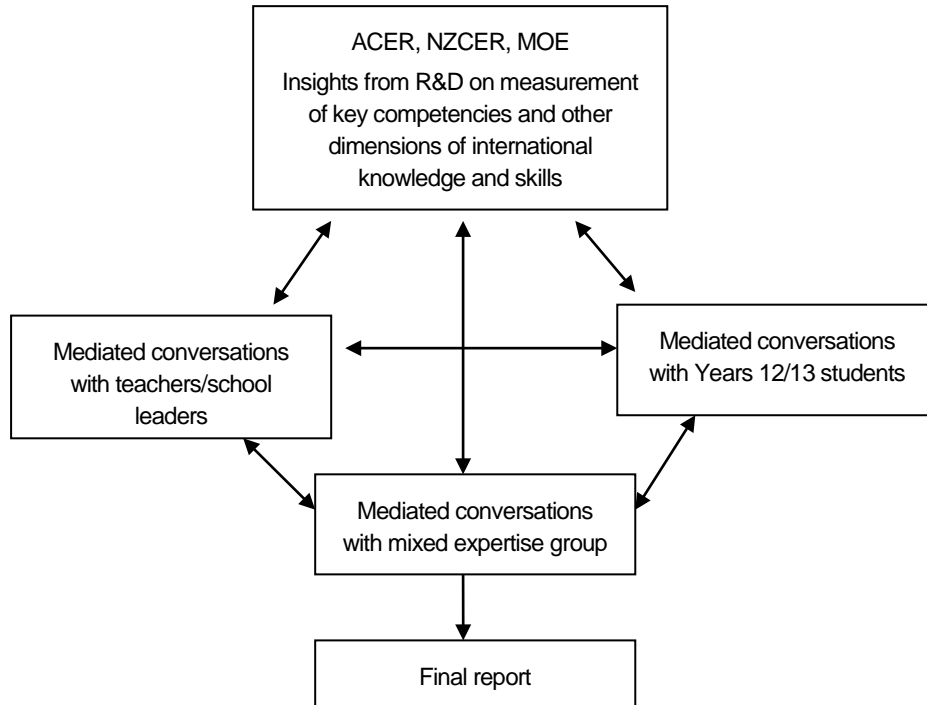 ACER, NZCER, MOE
Insights from R&D on measurement
of key competencies and other
dimensions of international
knowledge and skills
Mediated conversations
with teachers/school
leaders
Mediated conversations
with Years 12/13 students
Mediated conversations
with mixed expertise group
Final report